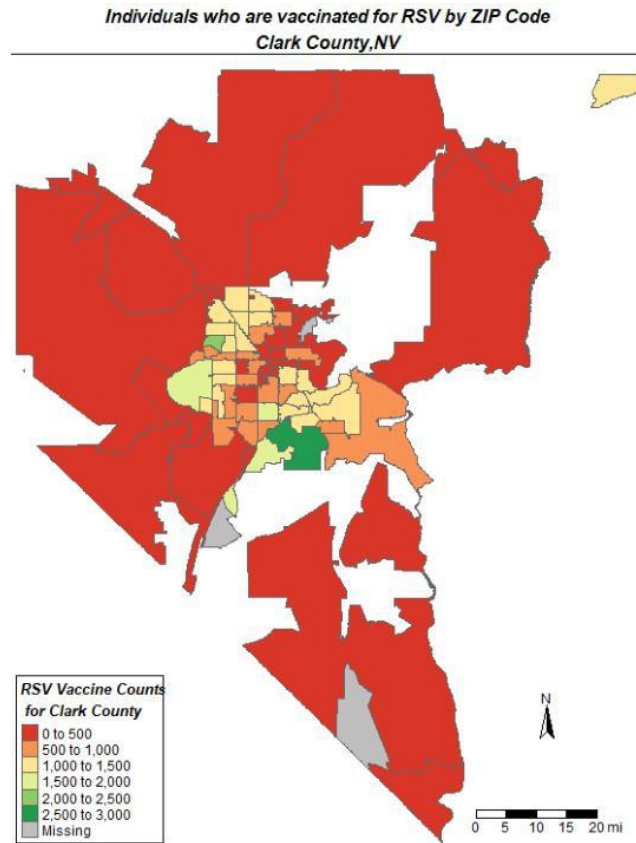 Individuals who are vaccinated for RSV by ZIP Code
Clark County,NV
RSV Vaccine Counts
for Clark County
0 to 500
500 to 1,000
1,000 to 1,500
1,500 to 2,000
2,000 to 2,500
2,500 to 3,000
Missing
N
0 5 10 15 20 mi